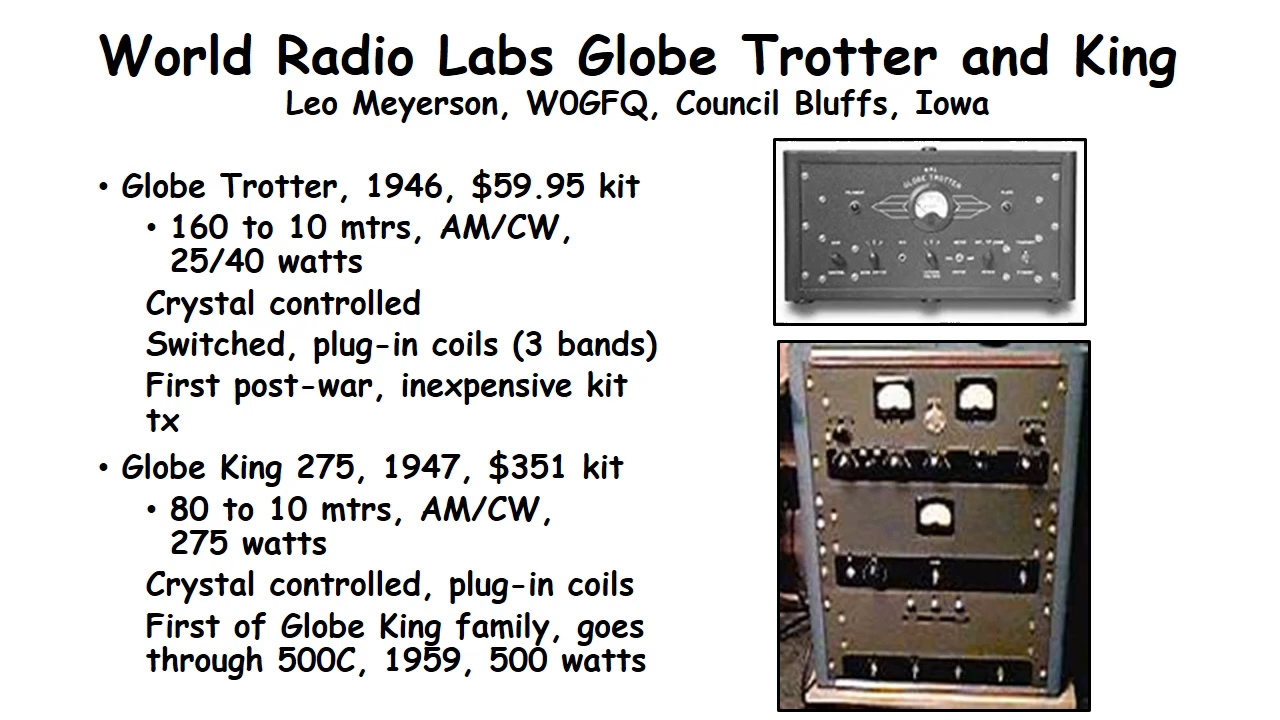 World Radio Labs Globe Trotter and King
Leo Meyerson, W0GFQ, Council Bluffs, Iowa
• Globe Trotter, 1946, $59.95 kit
• 160 to 10 mtrs, AM/CW,
25/40 watts
Crystal controlled
Switched, plug-in coils (3 bands)
First post-war, inexpensive kit
tx
• Globe King 275, 1947, $351 kit
• 80 to 10 mtrs, AM/CW,
275 watts
Crystal controlled, plug-in coils
First of Globe King family, goes
through 500C, 1959, 500 watts
WRL
GLOBE TROTTER